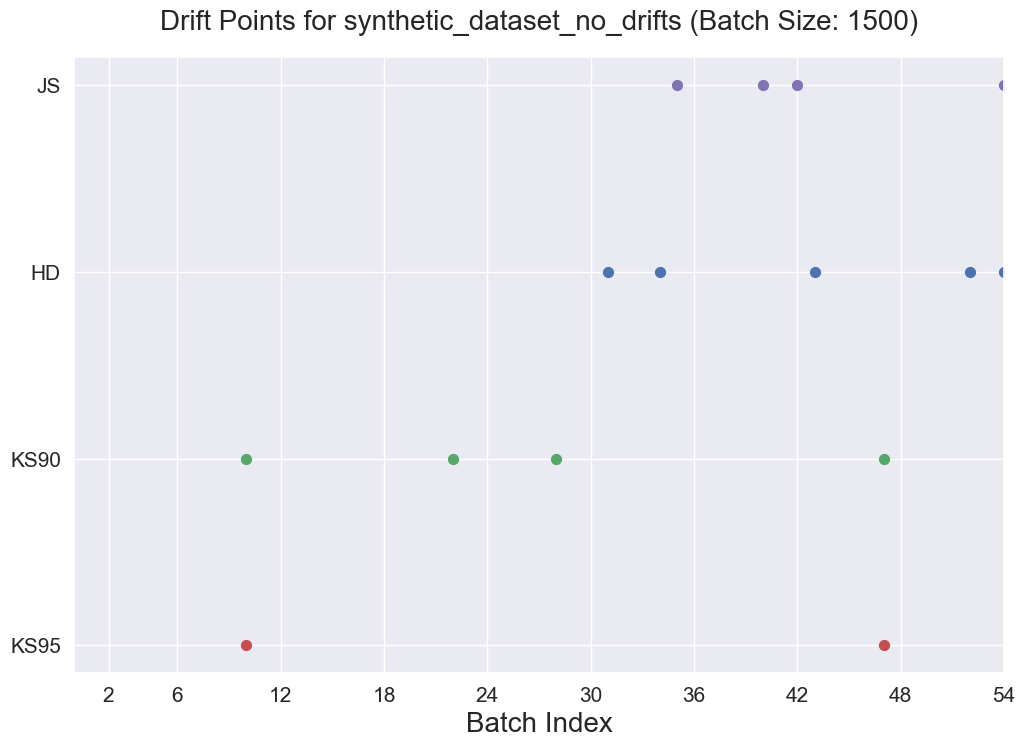 Drift Points for synthetic_dataset_no_drifts (Batch Size: 1500)
JS
HD
KS90
KS95
2 6 12 18 24 30 36 42 48 54
Batch Index